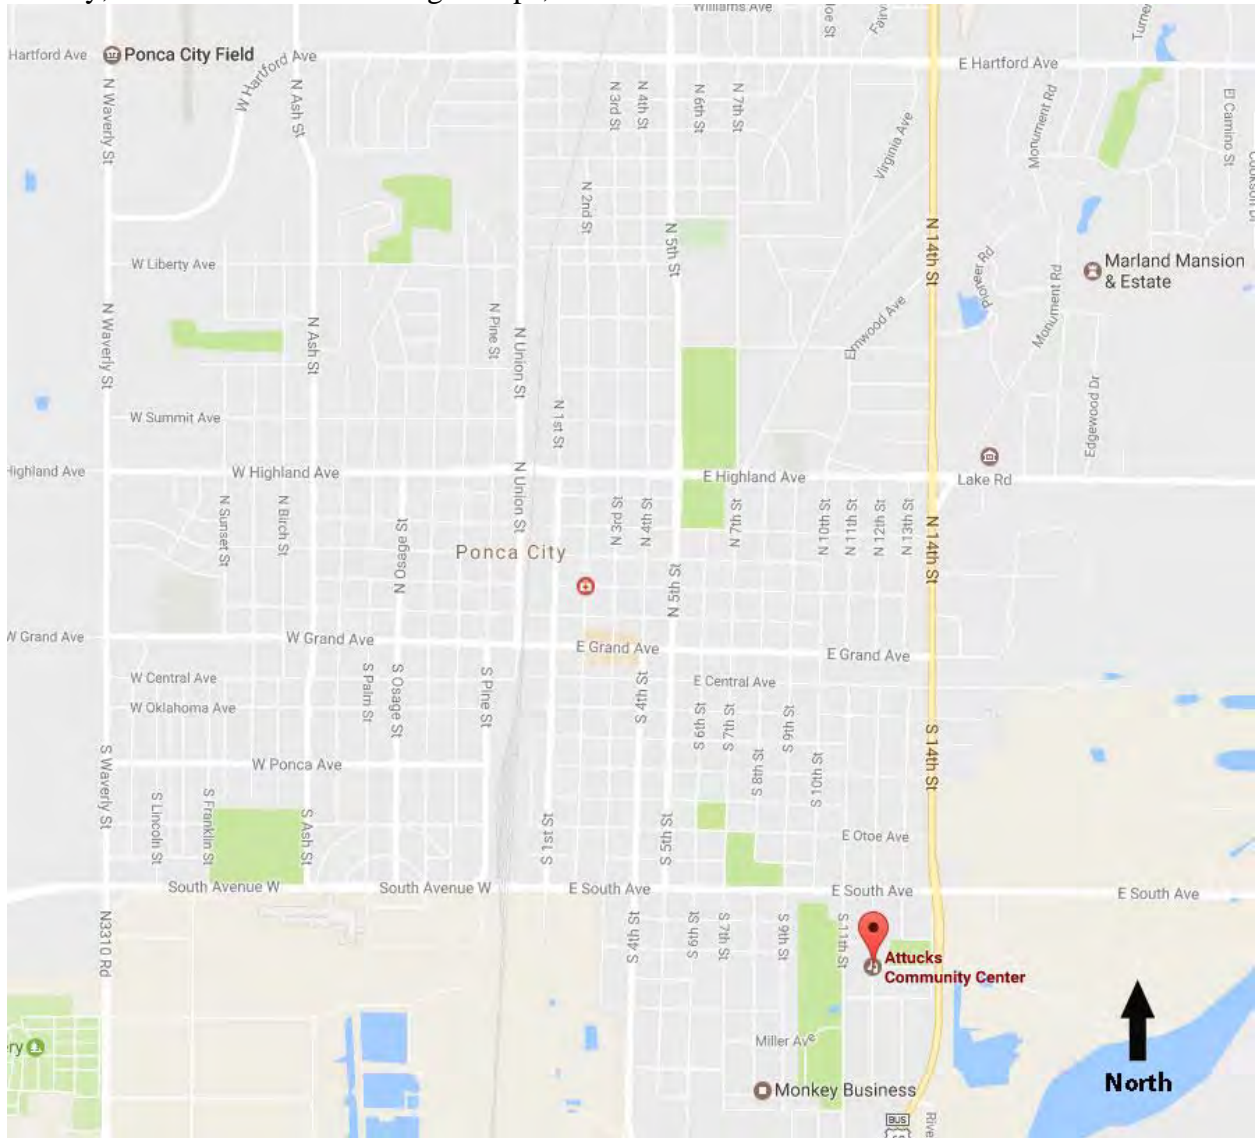 Williams Ave
Hartford Ave
Ponca City Field
W Hartford Ave
E Hartford Ave
N Waverly St
N Ash St
N 3rd St
N 4th St
N 6th St
N 7th St
Virginia Ave
Monument Rd
El Camino St
N 2nd St
N 5th St
N 14th St
Pioneer Rd
Marland Mansion
& Estate
W Liberty Ave
N Waverly St
N Ash St
N Pine St
N Union St
Elmwood Ave
Monument Rd
Edgewood Dr
W Summit Ave
N 1st St
Highland Ave
W Highland Ave
N Union St
E Highland Ave
Lake Rd
N Sunset St
N Birch St
N Osage St
N 3rd St
N 4th St
N 7th St
N 10th St
N 11th St
N 12th St
N 13th St
N 14th St
Ponca City
N 5th St
W Grand Ave
W Grand Ave
E Grand Ave
E Grand Ave
W Central Ave
S Palm St
S Osage St
S Pine St
S 4th St
E Central Ave
W Oklahoma Ave
S 6th St
S 7th St
S 9th St
S 14th St
S Waverly St
W Ponca Ave
S 8th St
S 10th St
S Lincoln St
S Franklin St
S Ash St
S 1st St
S 5th St
E Otoe Ave
South Avenue W
South Avenue W
E South Ave
E South Ave
E South Ave
N3310 Rd
S 4th St
S 6th St
S 7th St
S 9th St
S 11th St
Attucks
Community Center
Miller Ave
North
Monkey Business
BUS